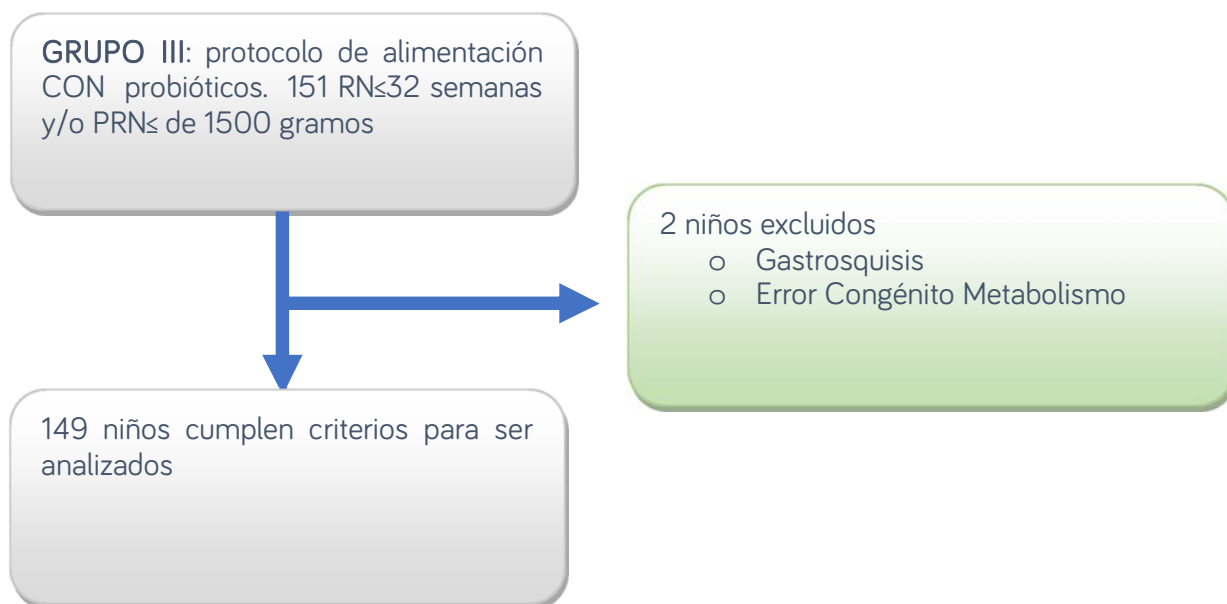 GRUPO III: protocolo de alimentación
CON probióticos. 151 RN≤32 semanas
y/o PRN≤ de 1500 gramos
2 niños excluidos
o Gastrosquisis
o Error Congénito Metabolismo
149 niños cumplen criterios para ser
analizados